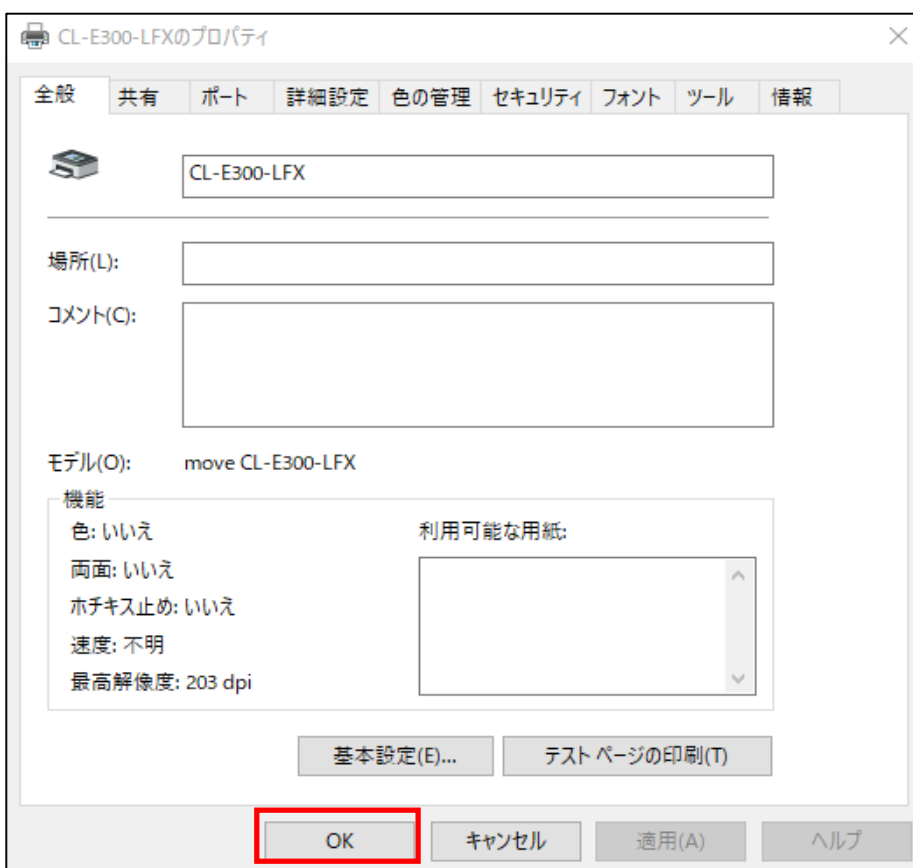 CL-E300-LFXのプロパティ
全般 共有 ポート 詳細設定 色の管理 セキュリティ フォント ツール 情報
CL-E300-LFX
場所(L):
コメント(C):
モデル(O): move CL-E300-LFX
機能
色: いいえ 利用可能な用紙:
両面: いいえ
ホチキス止め: いいえ
速度: 不明
最高解像度: 203 dpi
基本設定(E)... テスト ページの印刷(T)
OK キャンセル 適用(A) ヘルプ